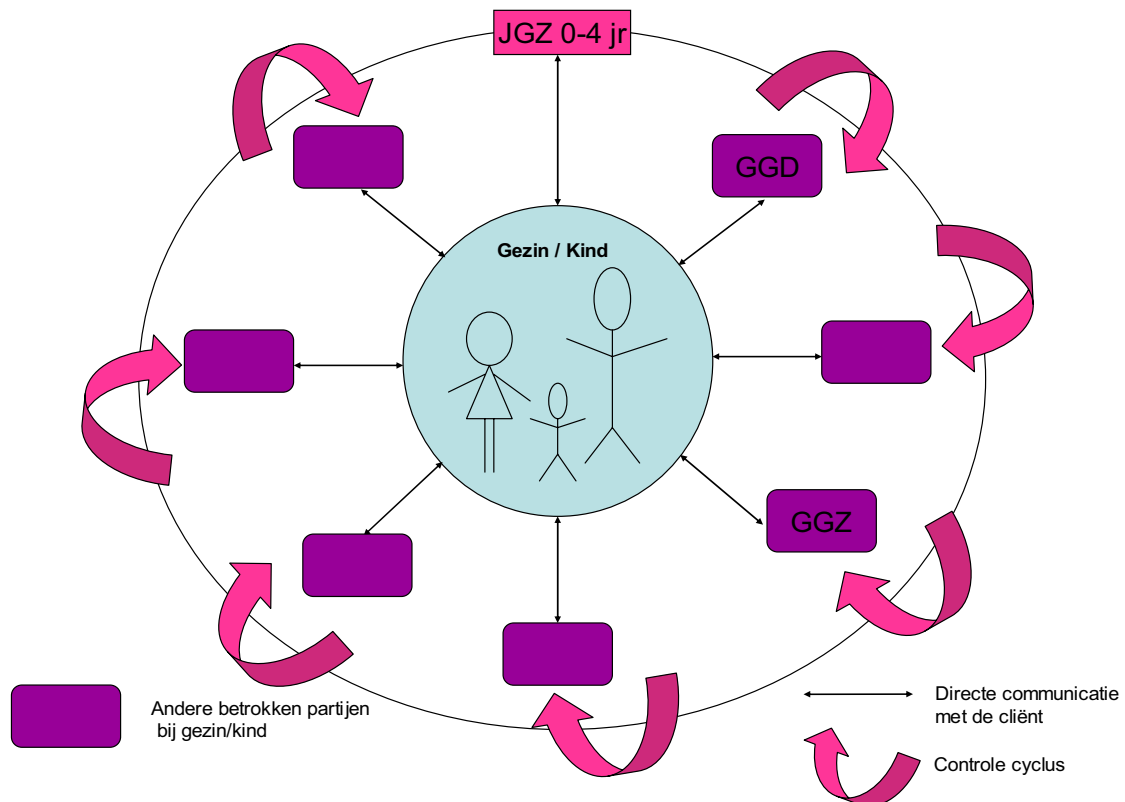 JGZ 0-4 jr
GGD
Gezin / Kind
GGZ
Andere betrokken partijen
bij gezin/kind
Directe communicatie
met de cliënt
Controle cyclus